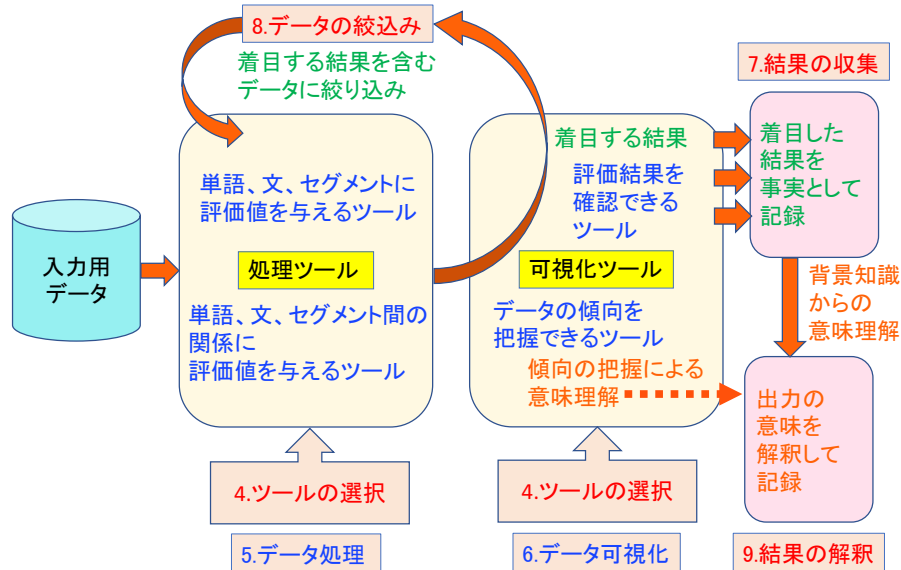 8.データの絞込み
着目する結果を含む
データに絞り込み
7.結果の収集
単語、文、セグメントに
評価値を与えるツール
処理ツール
単語、文、セグメント間の
関係に
評価値を与えるツール
入力用
データ
着目する結果
評価結果を
確認できる
ツール
可視化ツール
データの傾向を
把握できるツール
傾向の把握による
意味理解
着目した
結果を
事実として
記録
背景知識
からの
意味理解
出力の
意味を
解釈して
記録
4.ツールの選択
4.ツールの選択
5.データ処理
6.データ可視化
9.結果の解釈